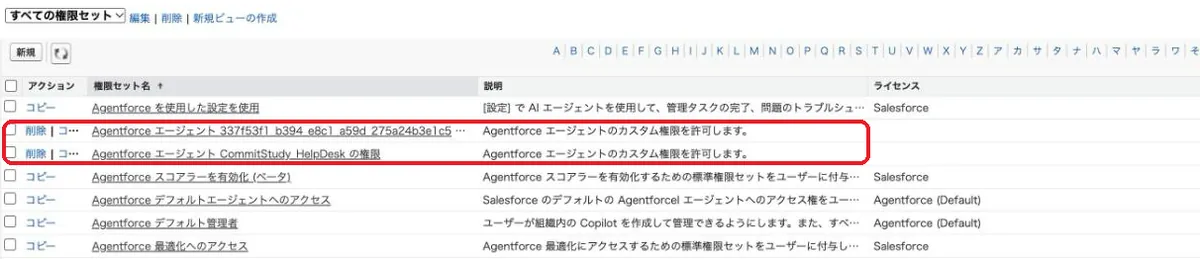 すべての権限セット 編集 | 削除 | 新規ビューの作成
新規 A | B | C | D | E | F | G | H | I | J | K | L | M | N | O | P | Q | R | S | T | U | V | W | X | Y | Z | ア | カ | サ | タ | ナ | ハ | マ | ヤ | ラ | ワ | そ
アクション 権限セット名 ↑ 説明 ライセンス
コピー Agentforce を使用した設定を使用 [設定] で AI エージェントを使用して、管理タスクの完了、問題のトラブルシュ… Salesforce
削除 | コ… Agentforce エージェント 337f53f1_b394_e8c1_a59d_275a24b3e1c5 … Agentforce エージェントのカスタム権限を許可します。
削除 | コ… Agentforce エージェント CommitStudy_HelpDesk の権限 Agentforce エージェントのカスタム権限を許可します。
コピー Agentforce スコアラーを有効化 (ベータ) Agentforce スコアラーを有効化するための標準権限セットをユーザーに付与… Salesforce
コピー Agentforce デフォルトエージェントへのアクセス Salesforce のデフォルトの Agentforcel エージェントへのアクセス権をユー… Agentforce (Default)
コピー Agentforce デフォルト管理者 ユーザーが組織内の Copilot を作成して管理できるようにします。また、すべ… Agentforce (Default)
コピー Agentforce 最適化へのアクセス Agentforce 最適化にアクセスするための標準権限セットをユーザーに付与し… Salesforce